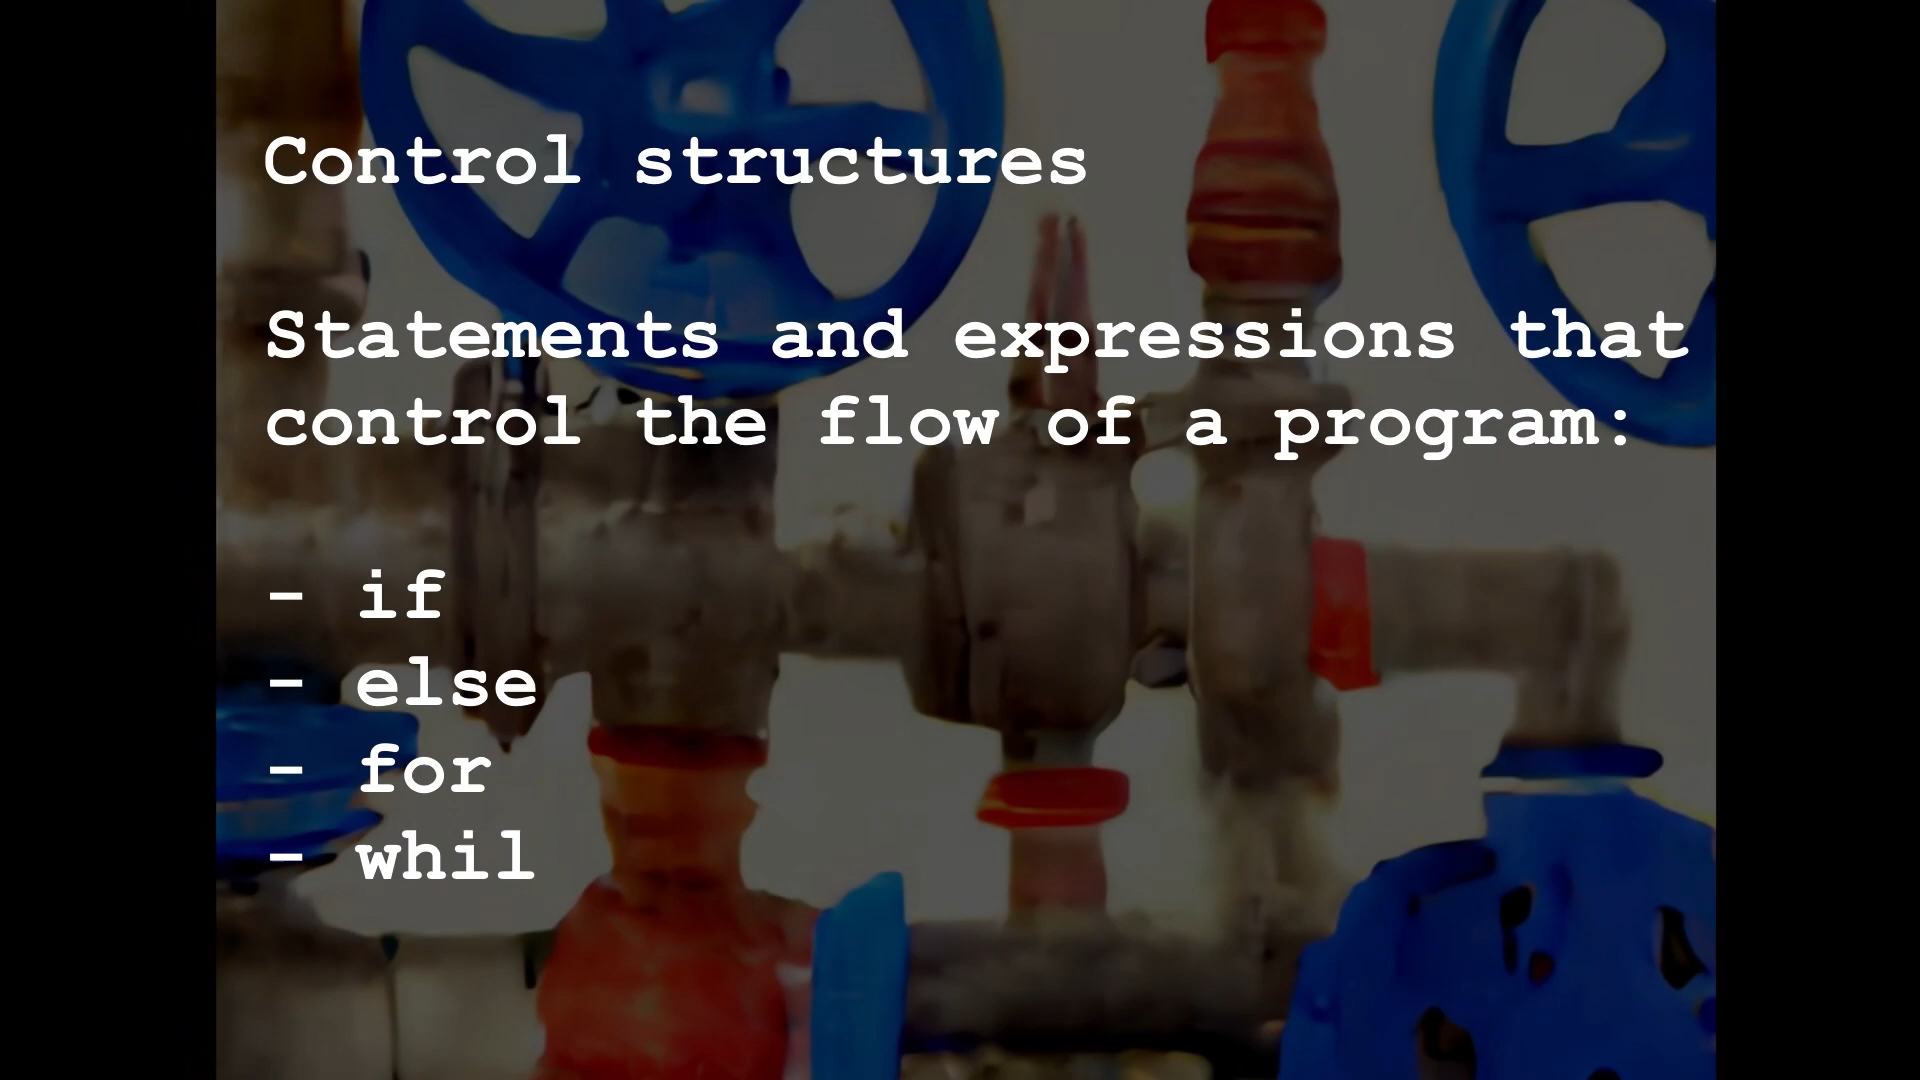 Control structures
Statements and expressions that
control the flow of a program:
- if
- else
- for
- whil